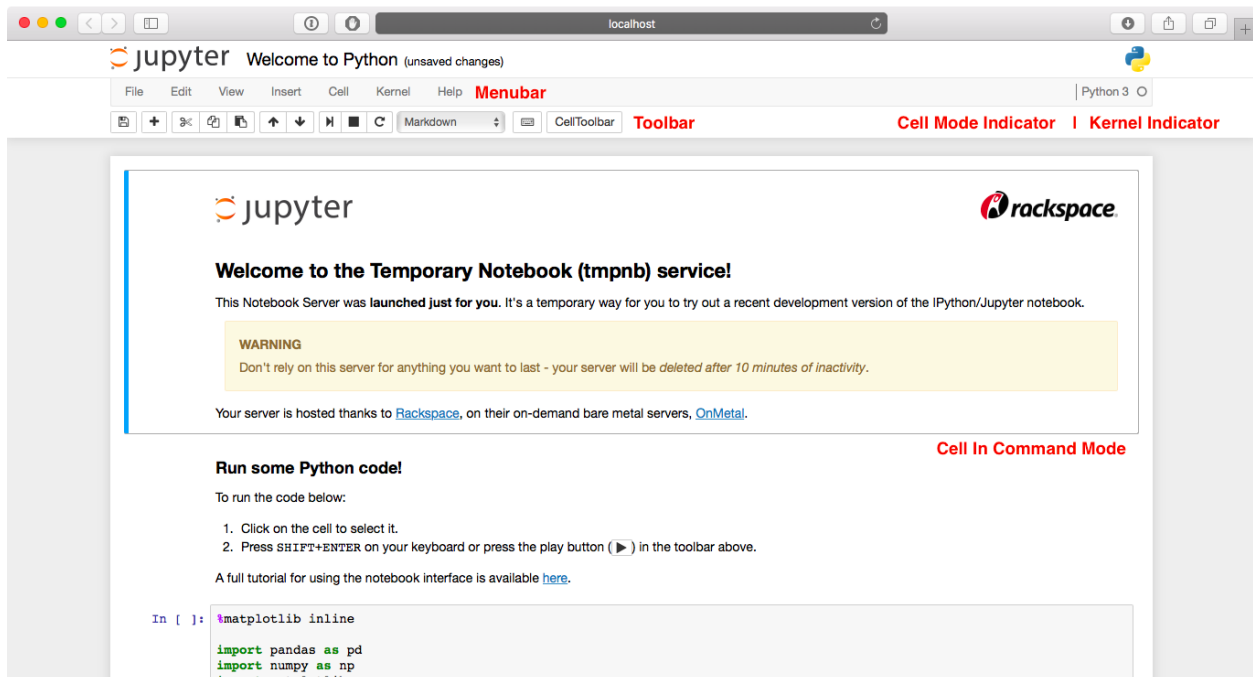 localhost
jupyter Welcome to Python (unsaved changes)
File Edit View Insert Cell Kernel Help Menubar Python 3
Markdown CellToolbar Toolbar Cell Mode Indicator | Kernel Indicator
jupyter rackspace.
Welcome to the Temporary Notebook (tmpnb) service!
This Notebook Server was launched just for you. It's a temporary way for you to try out a recent development version of the IPython/Jupyter notebook.
WARNING
Don't rely on this server for anything you want to last - your server will be deleted after 10 minutes of inactivity.
Your server is hosted thanks to Rackspace, on their on-demand bare metal servers, OnMetal.
Cell In Command Mode
Run some Python code!
To run the code below:
1. Click on the cell to select it.
2. Press SHIFT+ENTER on your keyboard or press the play button (▶) in the toolbar above.
A full tutorial for using the notebook interface is available here.
In [ ]: %matplotlib inline
import pandas as pd
import numpy as np